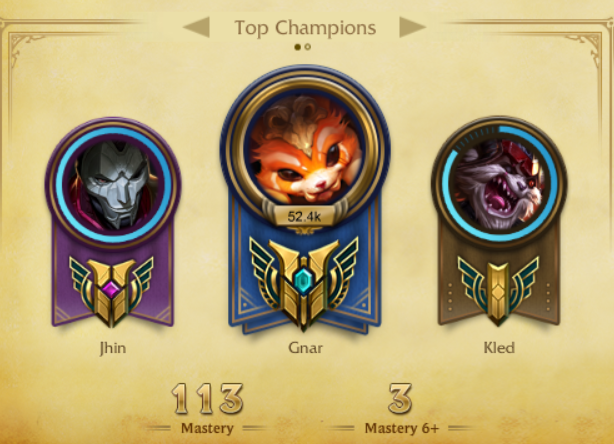 Top Champions
52.4k
Jhin
Gnar
Kled
113
Mastery
3
Mastery 6+